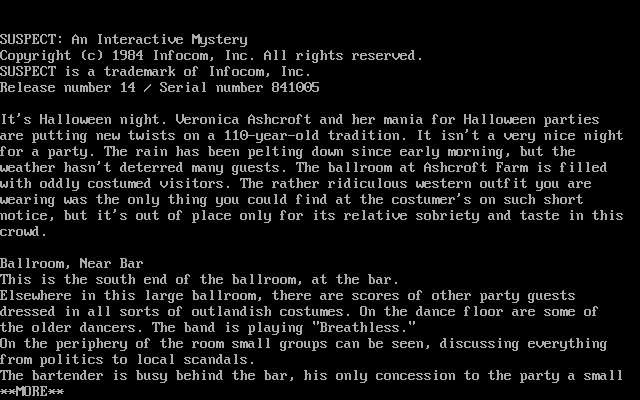 SUSPECT: An Interactive Mystery
Copyright (c) 1984 Infocom, Inc. All rights reserved.
SUSPECT is a trademark of Infocom, Inc.
Release number 14 / Serial number 841005
It's Halloween night. Veronica Ashcroft and her mania for Halloween parties
are putting new twists on a 110-year-old tradition. It isn't a very nice night
for a party. The rain has been pelting down since early morning, but the
weather hasn't deterred many guests. The ballroom at Ashcroft Farm is filled
with oddly costumed visitors. The rather ridiculous western outfit you are
wearing was the only thing you could find at the costumer's on such short
notice, but it's out of place only for its relative sobriety and taste in this
crowd.
Ballroom, Near Bar
This is the south end of the ballroom, at the bar.
Elsewhere in this large ballroom, there are scores of other party guests
dressed in all sorts of outlandish costumes. On the dance floor are some of
the older dancers. The band is playing "Breathless."
On the periphery of the room small groups can be seen, discussing everything
from politics to local scandals.
The bartender is busy behind the bar, his only concession to the party a small
**MORE**